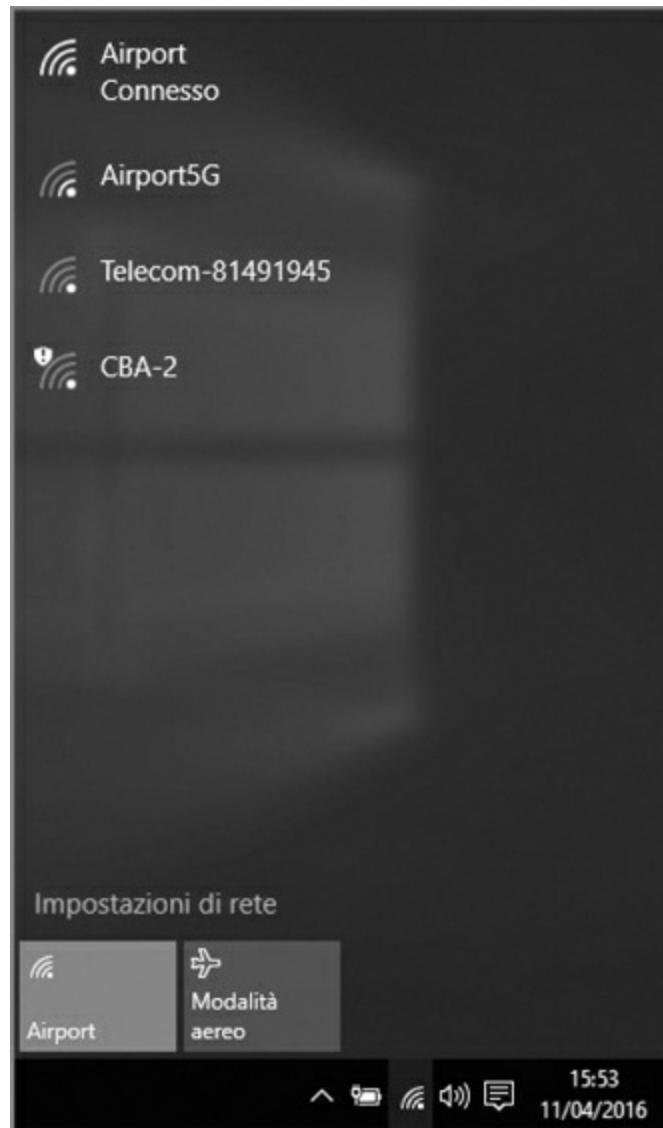 Airport
Connesso
Airport5G
Telecom-81491945
CBA-2
Impostazioni di rete
Airport
Modalità
aereo
15:53
11/04/2016